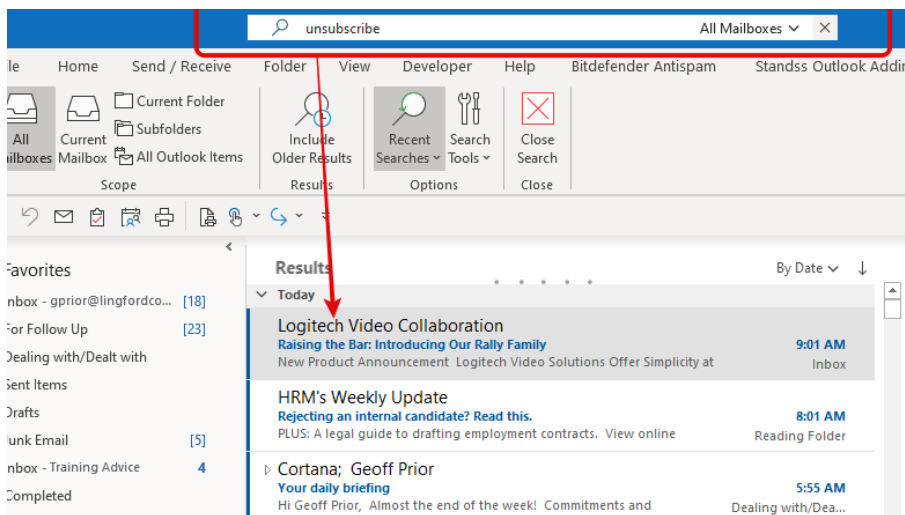 unsubscribe All Mailboxes
ile Home Send / Receive Folder View Developer Help Bitdefender Antispam Standss Outlook Addin
All
ilboxes
Current
Mailbox
Current Folder
Subfolders
All Outlook Items
Scope
Include
Older Results
Results
Recent
Searches
Search
Tools
Options
Close
Search
Close
Favorites
nbox - gprior@lingfordco... [18]
For Follow Up [23]
Dealing with/Dealt with
Sent Items
Drafts
unk Email [5]
nbox - Training Advice 4
Completed
Results By Date
Today
Logitech Video Collaboration
Raising the Bar: Introducing Our Rally Family 9:01 AM
New Product Announcement Logitech Video Solutions Offer Simplicity at Inbox
HRM's Weekly Update
Rejecting an internal candidate? Read this. 8:01 AM
PLUS: A legal guide to drafting employment contracts. View online Reading Folder
Cortana; Geoff Prior
Your daily briefing 5:55 AM
Hi Geoff Prior, Almost the end of the week! Commitments and Dealing with/Dea...